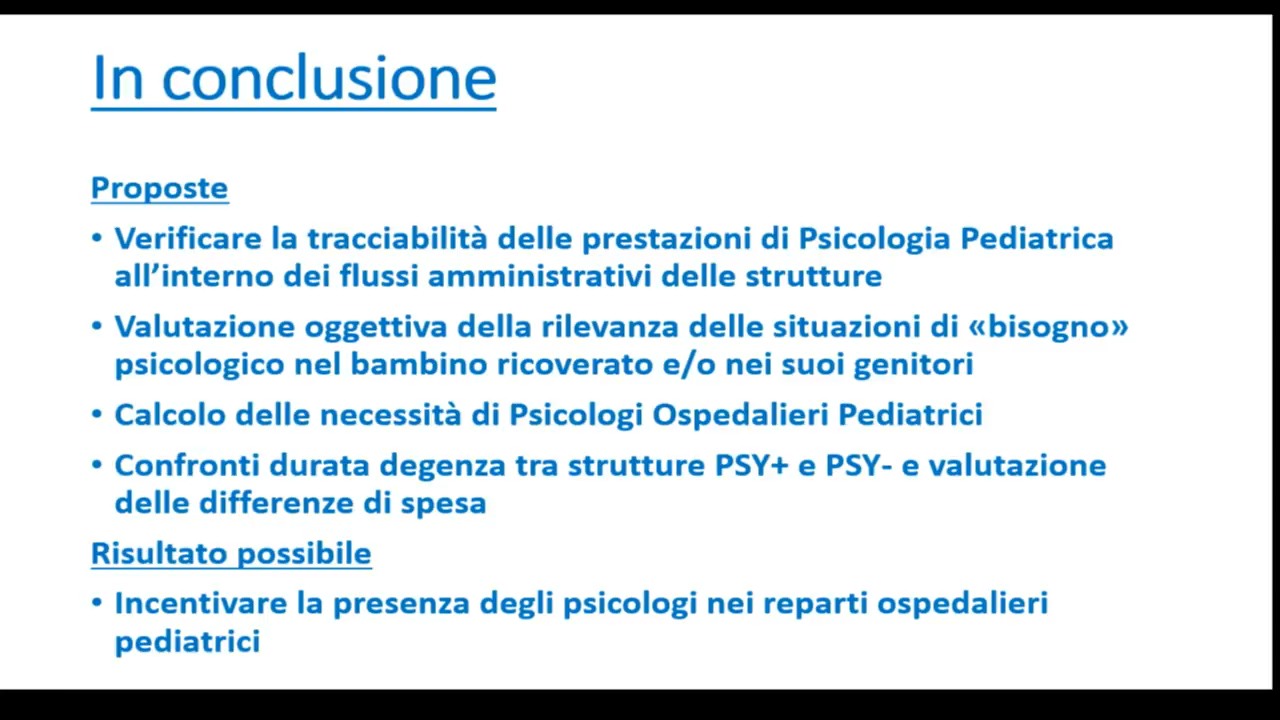 In conclusione
Proposte
• Verificare la tracciabilità delle prestazioni di Psicologia Pediatrica
all’interno dei flussi amministrativi delle strutture
• Valutazione oggettiva della rilevanza delle situazioni di «bisogno»
psicologico nel bambino ricoverato e/o nei suoi genitori
• Calcolo delle necessità di Psicologi Ospedalieri Pediatrici
• Confronti durata degenza tra strutture PSY+ e PSY- e valutazione
delle differenze di spesa
Risultato possibile
• Incentivare la presenza degli psicologi nei reparti ospedalieri
pediatrici